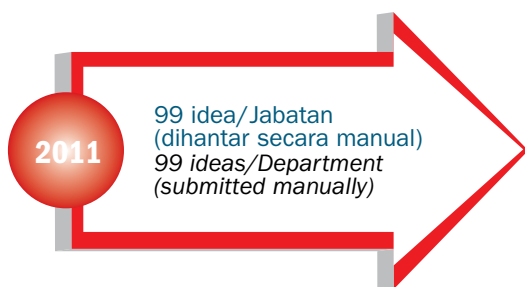 2011
99 idea/Jabatan
(dihantar secara manual)
99 ideas/Department
(submitted manually)